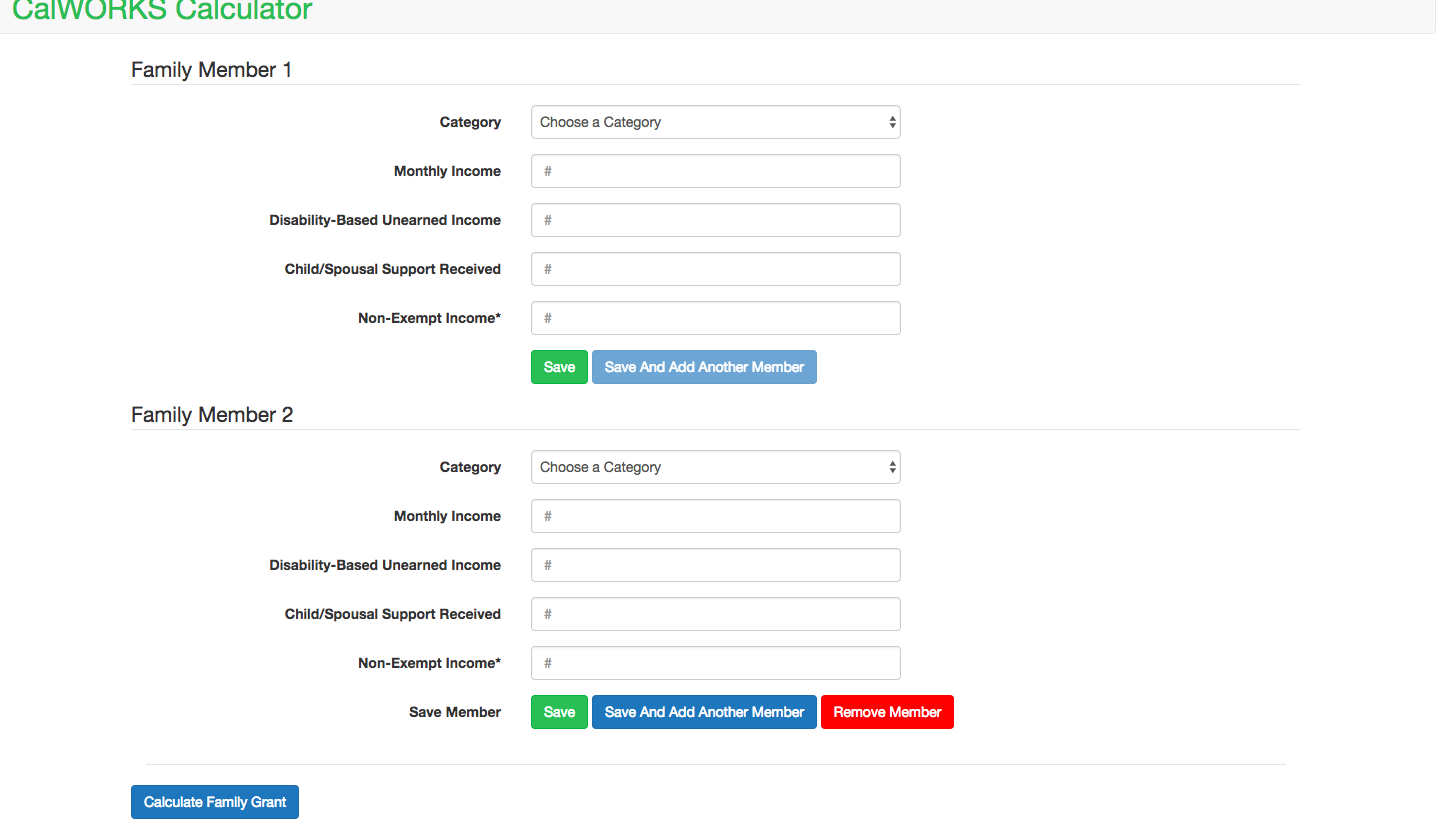 CalWORKS Calculator
Family Member 1
Category Choose a Category
Monthly Income #
Disability-Based Unearned Income #
Child/Spousal Support Received #
Non-Exempt Income* #
Save Save And Add Another Member
Family Member 2
Category Choose a Category
Monthly Income #
Disability-Based Unearned Income #
Child/Spousal Support Received #
Non-Exempt Income* #
Save Member Save Save And Add Another Member Remove Member
Calculate Family Grant